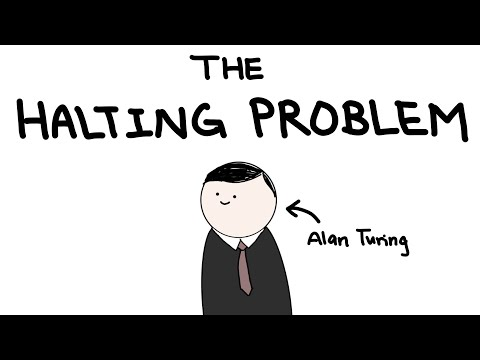 THE
HALTING PROBLEM
Alan Turing